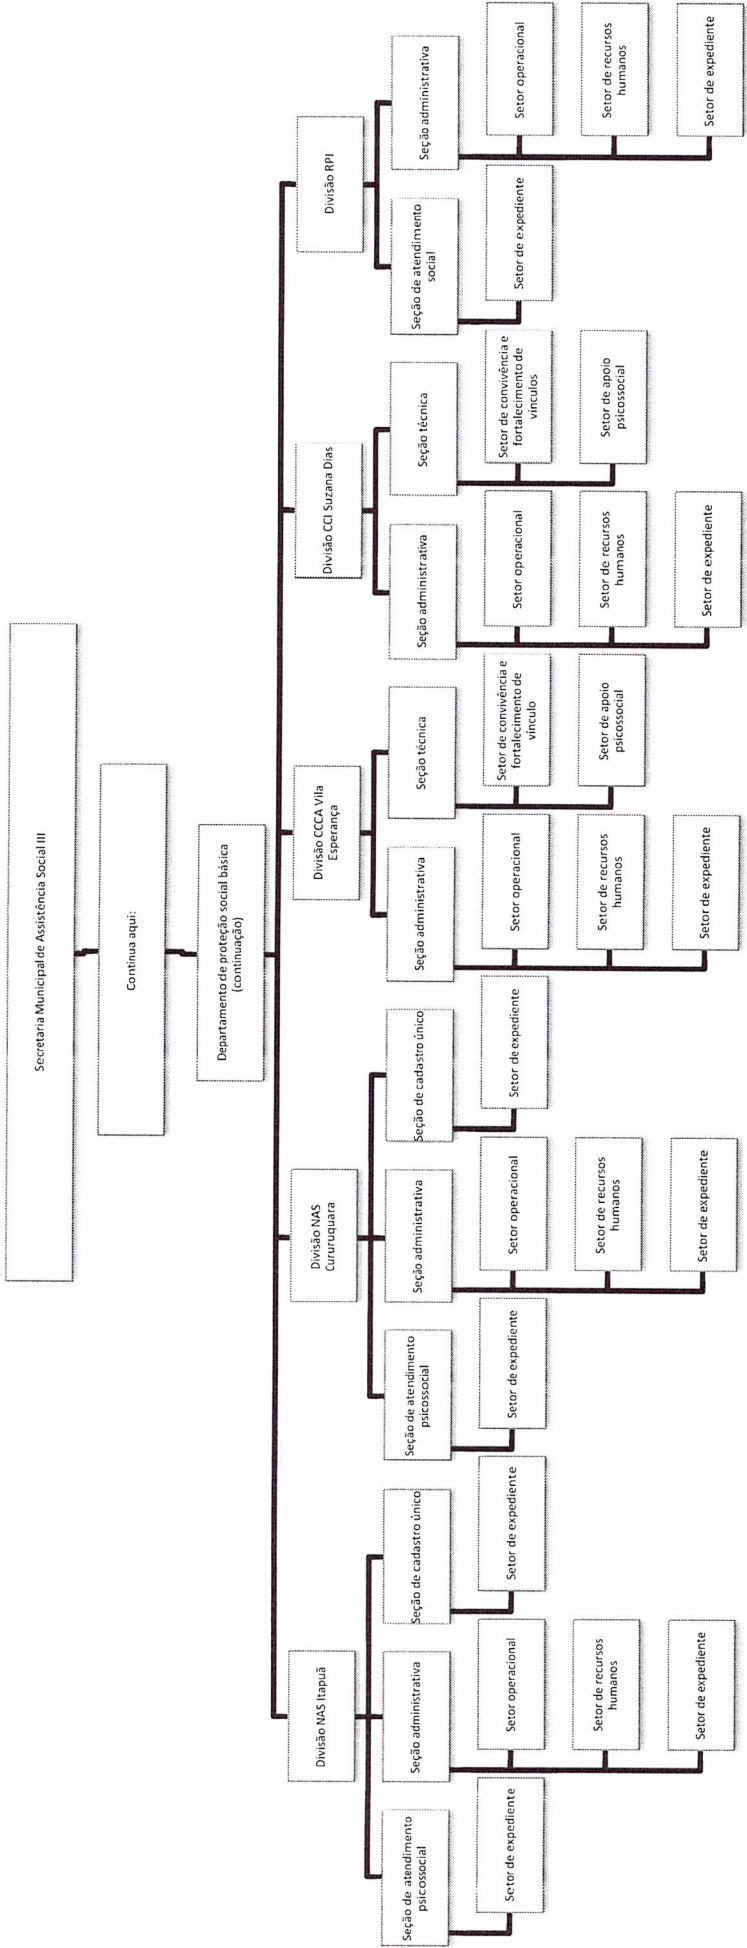 Secretaria Municipal de Assistência Social III
Continua aqui:
Departamento de proteção social básica
(continuação)
Divisão NAS Itapuã
Seção de atendimento
psicossocial
Setor de expediente
Seção administrativa
Setor operacional
Setor de recursos
humanos
Setor de expediente
Seção de cadastro único
Setor de expediente
Divisão NAS
Cururuquara
Seção de atendimento
psicossocial
Setor de expediente
Seção administrativa
Setor operacional
Setor de recursos
humanos
Setor de expediente
Seção de cadastro único
Setor de expediente
Divisão CCCA Vila
Esperança
Seção administrativa
Setor operacional
Setor de recursos
humanos
Setor de expediente
Seção técnica
Setor de convivência e
fortalecimento de
vínculo
Setor de apoio
psicossocial
Divisão CCI Suzana Dias
Seção administrativa
Setor operacional
Setor de recursos
humanos
Setor de expediente
Seção técnica
Setor de convivência e
fortalecimento de
vínculos
Setor de apoio
psicossocial
Divisão RPI
Seção de atendimento
social
Setor de expediente
Seção administrativa
Setor operacional
Setor de recursos
humanos
Setor de expediente